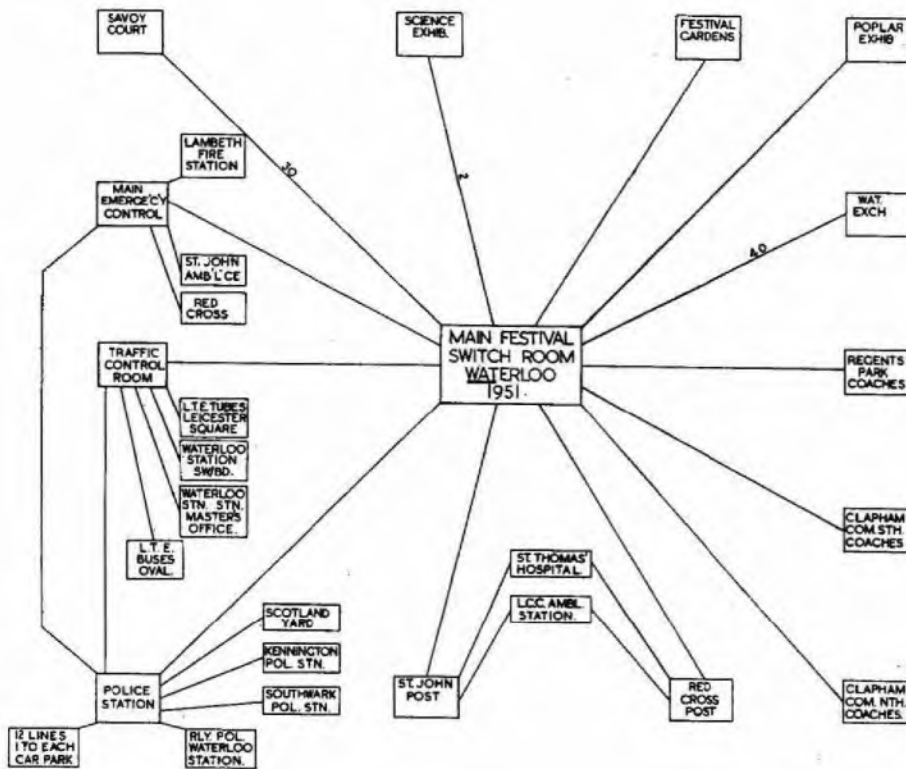 SAVOY
COURT
SCIENCE
EXHIB.
FESTIVAL
GARDENS
POPLAR
EXHIB
LAMBETH
FIRE
STATION
30
2
MAIN
EMERG'CY
CONTROL
WAT.
EXCH
40
ST. JOHN
AMB'L'CE
RED
CROSS
MAIN FESTIVAL
SWITCH ROOM
WATERLOO
1951
TRAFFIC
CONTROL
ROOM
REGENTS
PARK
COACHES
L.T.E. TUBES
LEICESTER
SQUARE
WATERLOO
STATION
SW/BD.
WATERLOO
STN. STN.
MASTER'S
OFFICE.
L.T.E.
BUSES
OVAL.
CLAPHAM
COM. STH.
COACHES
ST. THOMAS'
HOSPITAL.
L.C.C. AMBL.
STATION.
SCOTLAND
YARD
KENNINGTON
POL. STN.
SOUTHWARK
POL. STN.
POLICE
STATION
ST. JOHN
POST
RED
CROSS
POST
CLAPHAM
COM. NTH.
COACHES.
12 LINES
1 TO EACH
CAR PARK
RLY. POL.
WATERLOO
STATION.